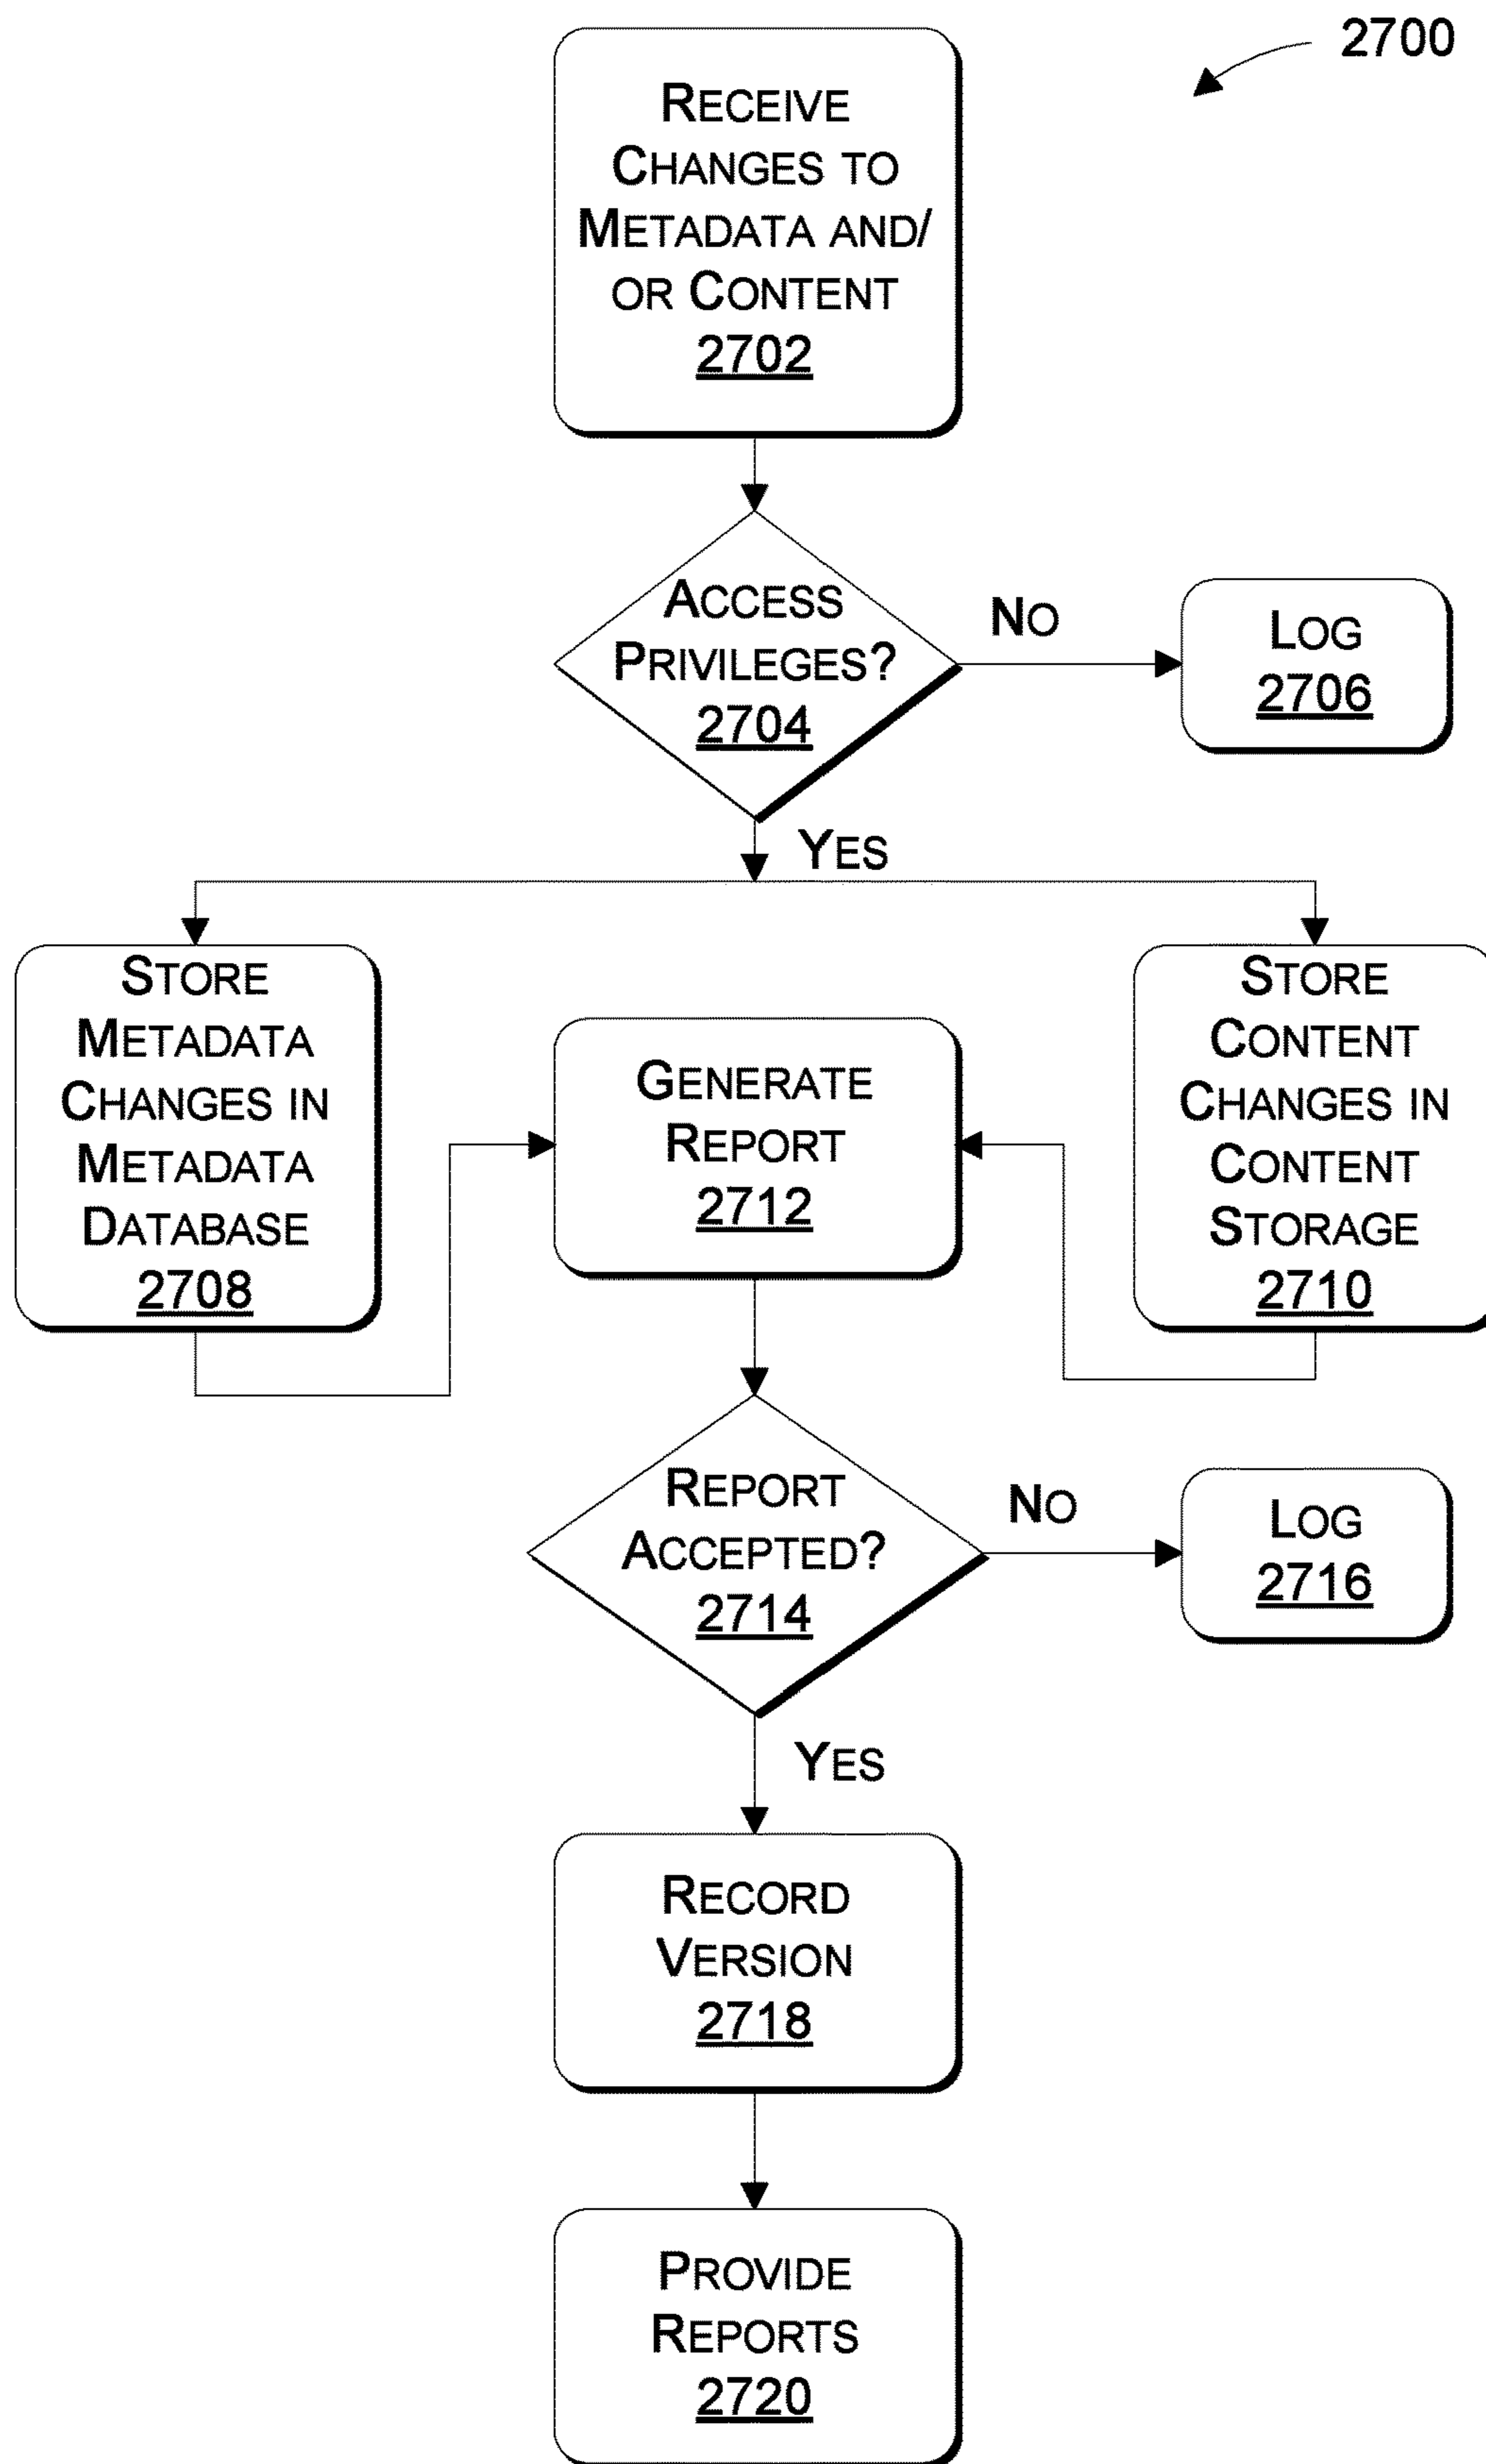 2700
RECEIVE
CHANGES TO
METADATA AND/
OR CONTENT
2702
ACCESS
PRIVILEGES?
2704
NO
LOG
2706
YES
STORE
METADATA
CHANGES IN
METADATA
DATABASE
2708
GENERATE
REPORT
2712
STORE
CONTENT
CHANGES IN
CONTENT
STORAGE
2710
REPORT
ACCEPTED?
2714
NO
LOG
2716
YES
RECORD
VERSION
2718
PROVIDE
REPORTS
2720